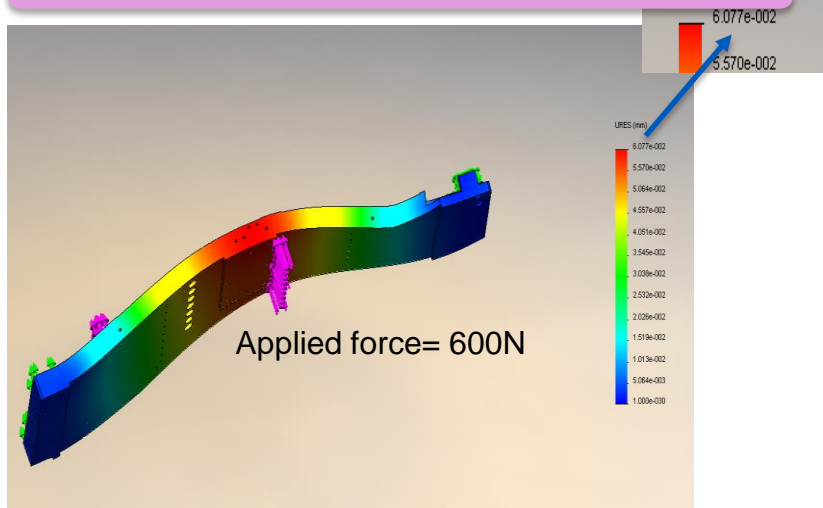 6.077e-002
5.570e-002
URES (mm)
6.077e-002
5.570e-002
5.064e-002
4.557e-002
4.051e-002
3.545e-002
3.038e-002
2.532e-002
2.026e-002
1.519e-002
1.013e-002
5.064e-003
1.000e-030
Applied force= 600N